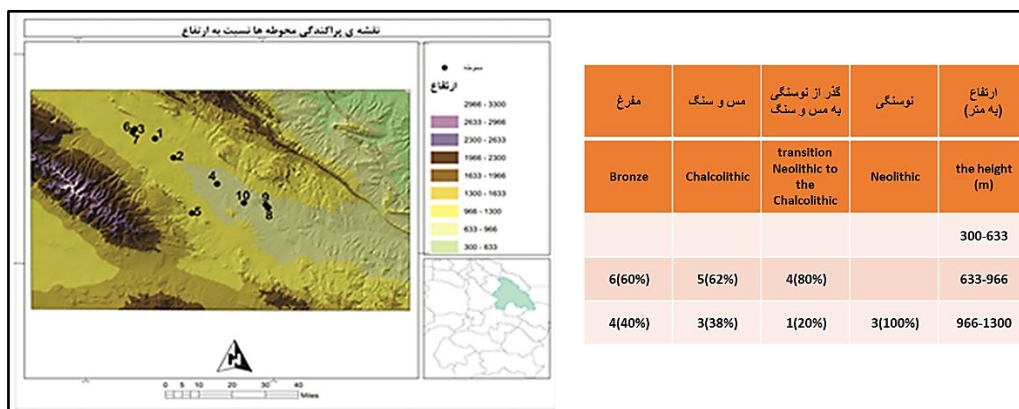 نقشه ی پراکندگی محوطه ها نسبت به ارتفاع
محوطه
ارتفاع
2966 - 3300
2633 - 2966
2300 - 2633
1966 - 2300
1633 - 1966
1300 - 1633
966 - 1300
633 - 966
300 - 633
6 3 1
7
2
4
10 9
8
5
N
0 5 10 20 30 40
Miles
ارتفاع (به متر) نوسنگی گذر از نوسنگی به مس و سنگ مس و سنگ مفرغ
Bronze Chalcolithic transition Neolithic to the Chalcolithic Neolithic the height (m)
300-633
6(60%) 5(62%) 4(80%) 633-966
4(40%) 3(38%) 1(20%) 3(100%) 966-1300